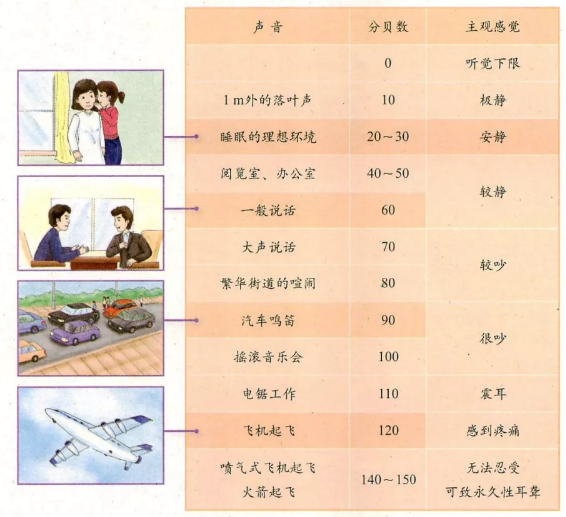 声音 分贝数 主观感觉
0 听觉下限
1 m外的落叶声 10 极静
睡眠的理想环境 20~30 安静
阅览室、办公室 40~50
较静
一般说话 60
大声说话 70
较吵
繁华街道的喧闹 80
汽车鸣笛 90
很吵
摇滚音乐会 100
电锯工作 110 震耳
飞机起飞 120 感到疼痛
喷气式飞机起飞 无法忍受
140~150
火箭起飞 可致永久性耳聋